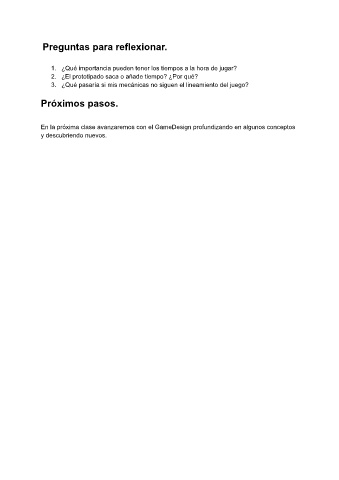 Preguntas para reflexionar.
1. ¿Qué importancia pueden tener los tiempos a la hora de jugar?
2. ¿El prototipado saca o añade tiempo? ¿Por qué?
3. ¿Qué pasaría si mis mecánicas no siguen el lineamiento del juego?
Próximos pasos.
En la próxima clase avanzaremos con el GameDesign profundizando en algunos conceptos
y descubriendo nuevos.